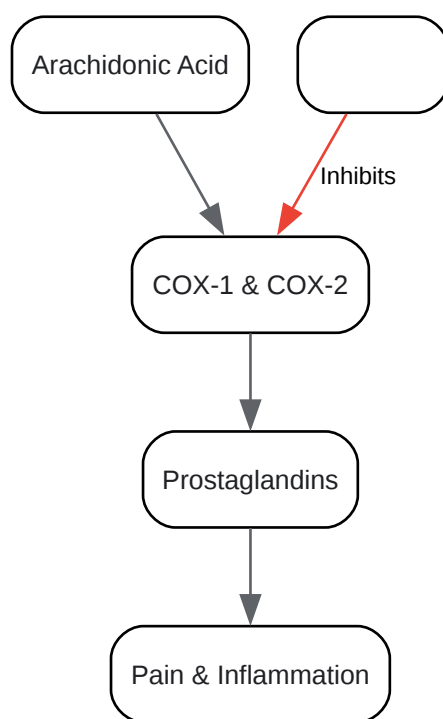 Arachidonic Acid
Inhibits
COX-1 & COX-2
Prostaglandins
Pain & Inflammation